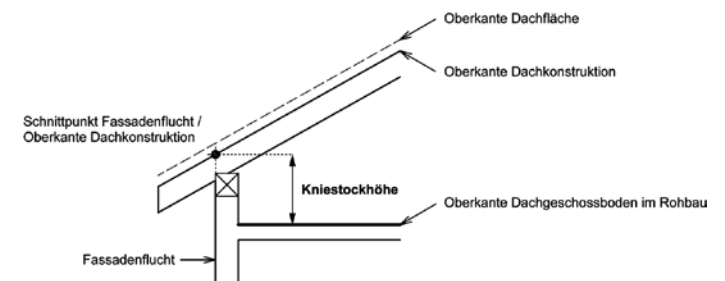 Oberkante Dachfläche
Oberkante Dachkonstruktion
Schnittpunkt Fassadenflucht /
Oberkante Dachkonstruktion
Kniestockhöhe
Oberkante Dachgeschossboden im Rohbau
Fassadenflucht